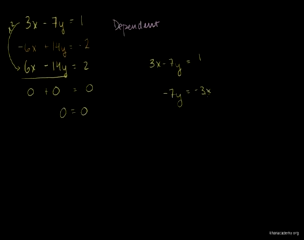 3x - 7y = 1
-6x + 14y = -2
6x - 14y = 2
0 + 0 = 0
0 = 0
Dependent
3x - 7y = 1
-7y = -3x
khanacademy.org